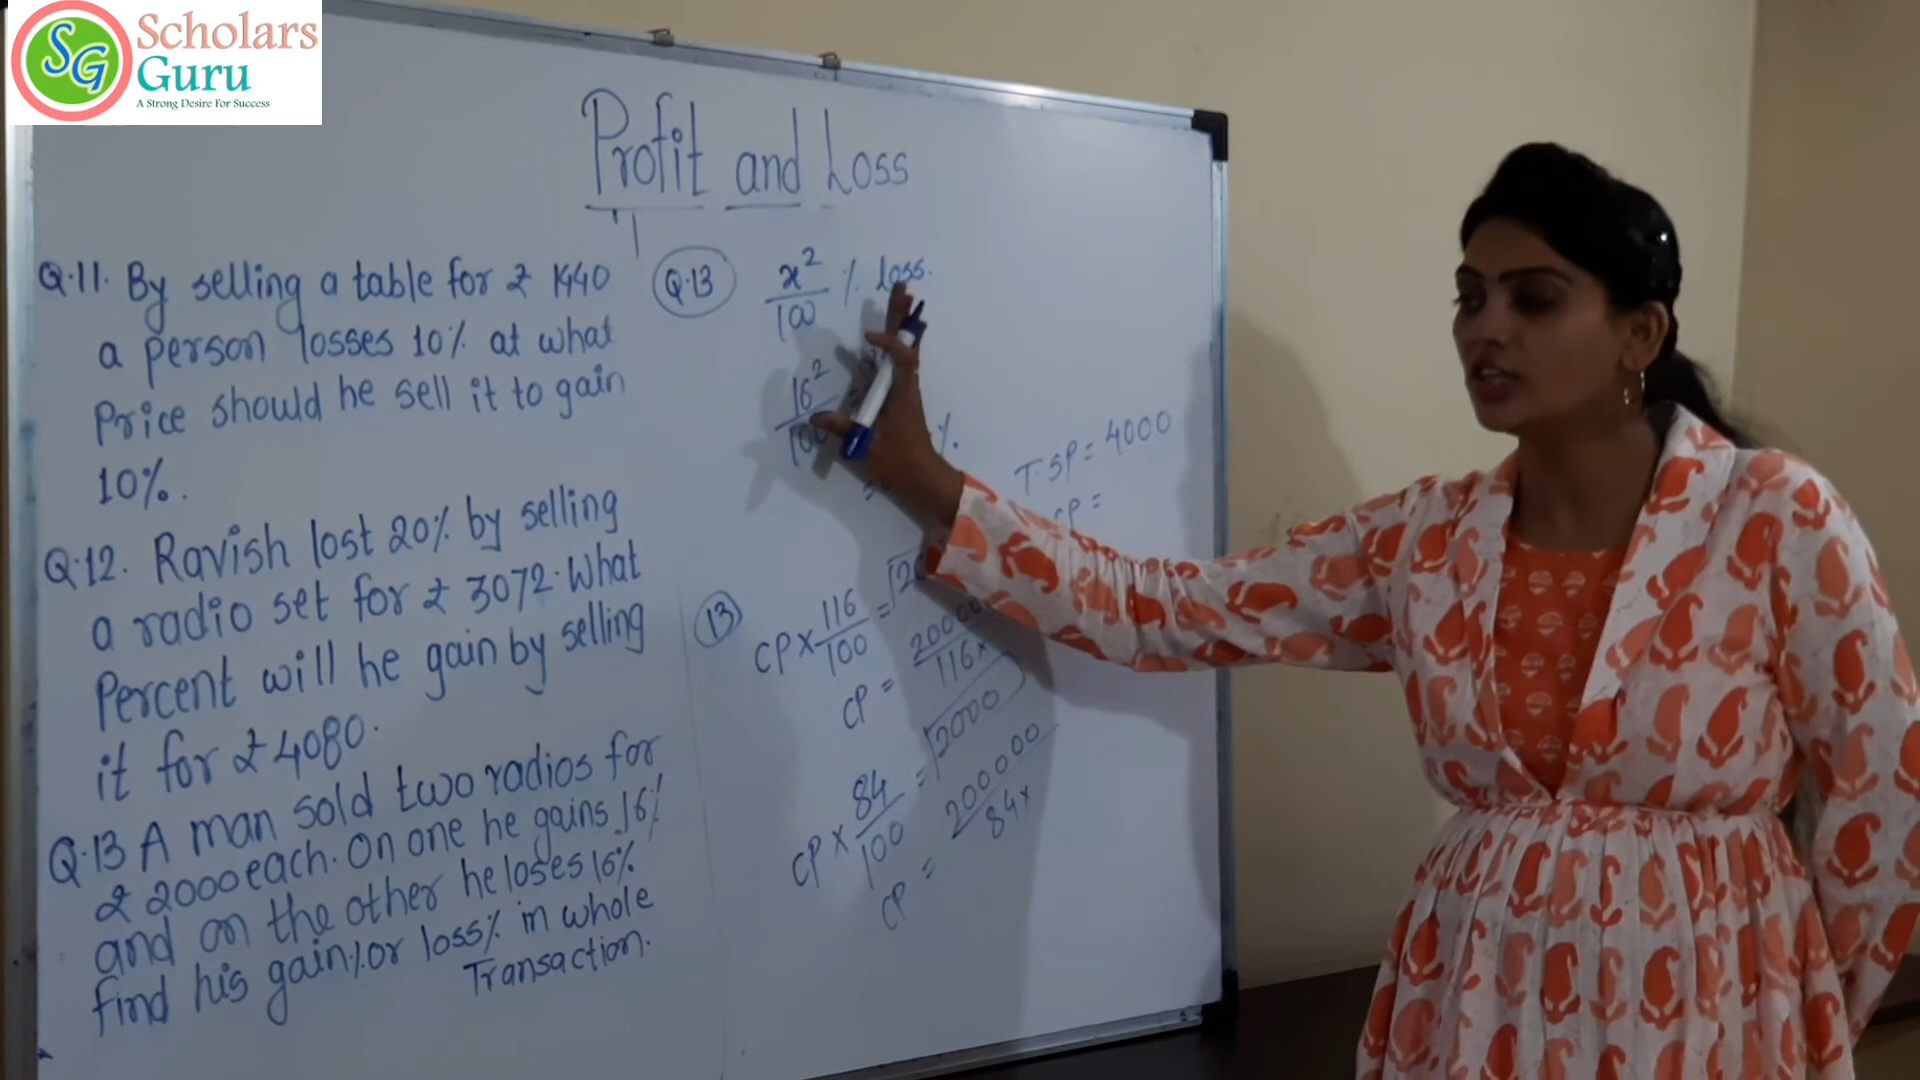 SG
Scholars
Guru
A Strong Desire For Success
Profit and Loss
Q.11. By selling a table for ₹ 1440
a person losses 10% at what
Price should he sell it to gain
10%.
Q.12. Ravish lost 20% by selling
a radio set for ₹ 3072. What
Percent will he gain by selling
it for ₹ 4080.
Q.13 A man sold two radios for
₹ 2000 each. On one he gains 16%
and on the other he loses 16%
find his gain% or loss% in whole
Transaction.
Q.13
x²/100 % loss.
16²/100
%.
=
T.SP = 4000
CP =
13
CP × 116/100 =
CP = 200000/116×
CP × 84/100 = 2000
CP = 200000/84×